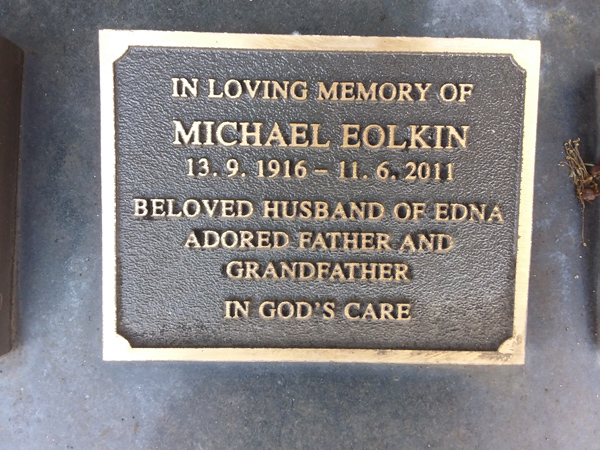 IN LOVING MEMORY OF
MICHAEL EOLKIN
13. 9. 1916 – 11. 6. 2011
BELOVED HUSBAND OF EDNA
ADORED FATHER AND
GRANDFATHER
IN GOD'S CARE